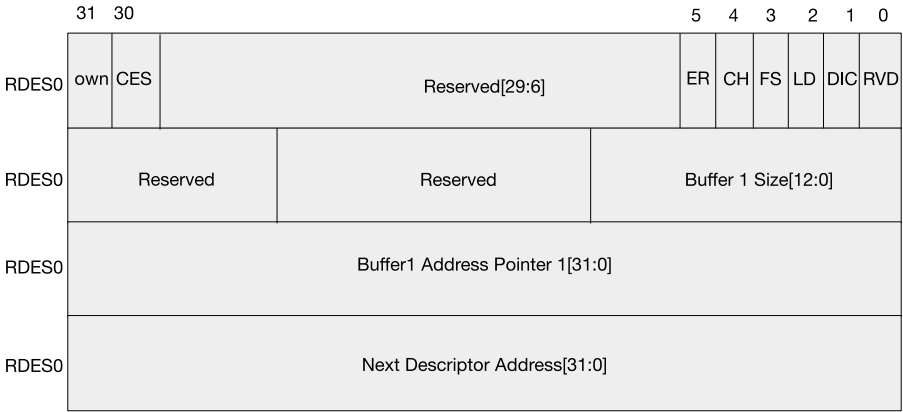 31 30 5 4 3 2 1 0
RDES0 own CES Reserved[29:6] ER CH FS LD DIC RVD
RDES0 Reserved Reserved Buffer 1 Size[12:0]
RDES0 Buffer1 Address Pointer 1[31:0]
RDES0 Next Descriptor Address[31:0]